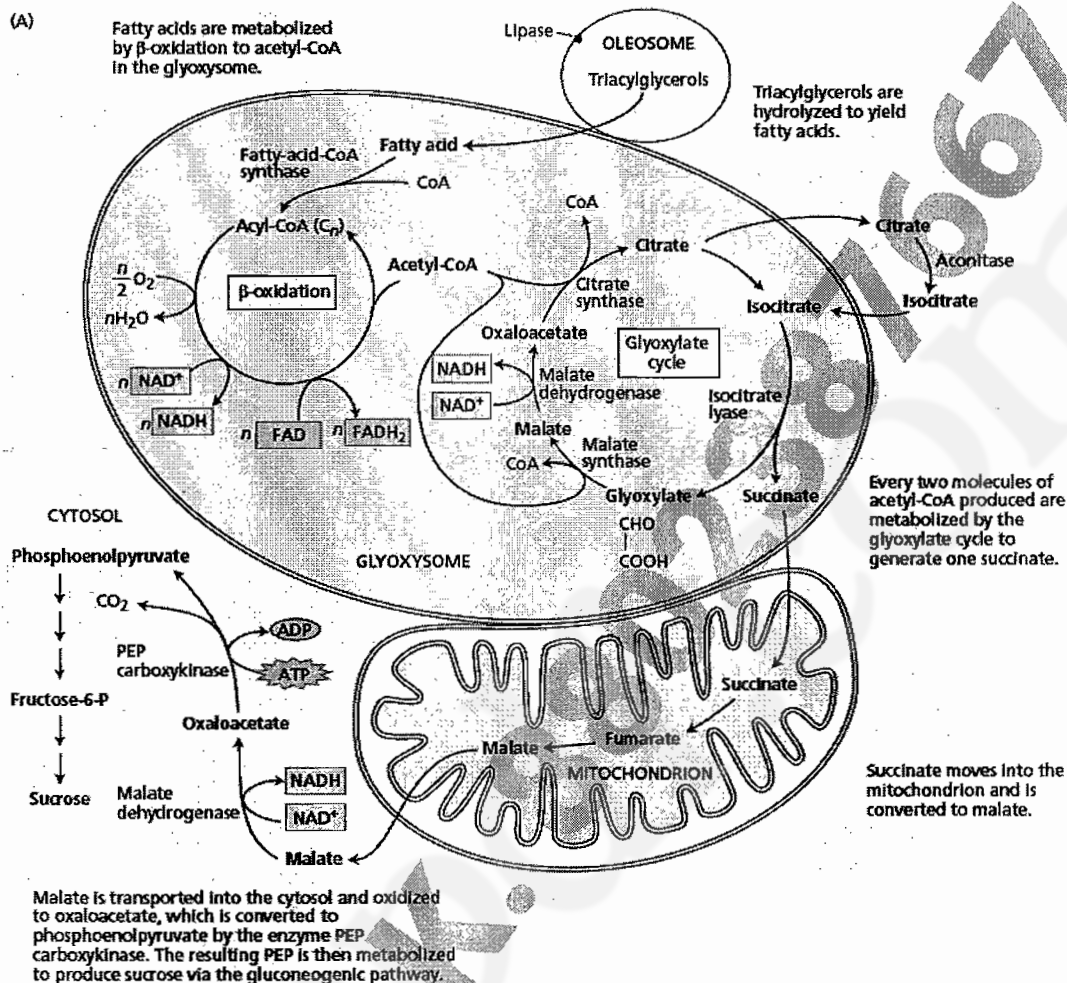 (A)
Fatty acids are metabolized
by β-oxidation to acetyl-CoA
in the glyoxysome.
Lipase
OLEOSOME
Triacylglycerols
Triacylglycerols are
hydrolyzed to yield
fatty acids.
Fatty acid
Fatty-acid-CoA
synthase
CoA
Acyl-CoA (Cn)
n/2 O2
nH2O
β-oxidation
n NAD+
n NADH
n FAD
n FADH2
Acetyl-CoA
CoA
Citrate
Citrate
synthase
Citrate
Aconitase
Isocitrate
Isocitrate
Oxaloacetate
Glyoxylate
cycle
NADH
NAD+
Malate
dehydrogenase
Isocitrate
lyase
Malate
CoA
Malate
synthase
Glyoxylate
Succinate
CHO
COOH
GLYOXYSOME
Every two molecules of
acetyl-CoA produced are
metabolized by the
glyoxylate cycle to
generate one succinate.
CYTOSOL
Phosphoenolpyruvate
CO2
ADP
PEP
carboxykinase
ATP
Fructose-6-P
Oxaloacetate
Sucrose
Malate
dehydrogenase
NADH
NAD+
Malate
Succinate
Fumarate
Malate
MITOCHONDRION
Succinate moves into the
mitochondrion and is
converted to malate.
Malate is transported into the cytosol and oxidized
to oxaloacetate, which is converted to
phosphoenolpyruvate by the enzyme PEP
carboxykinase. The resulting PEP is then metabolized
to produce sucrose via the gluconeogenic pathway.